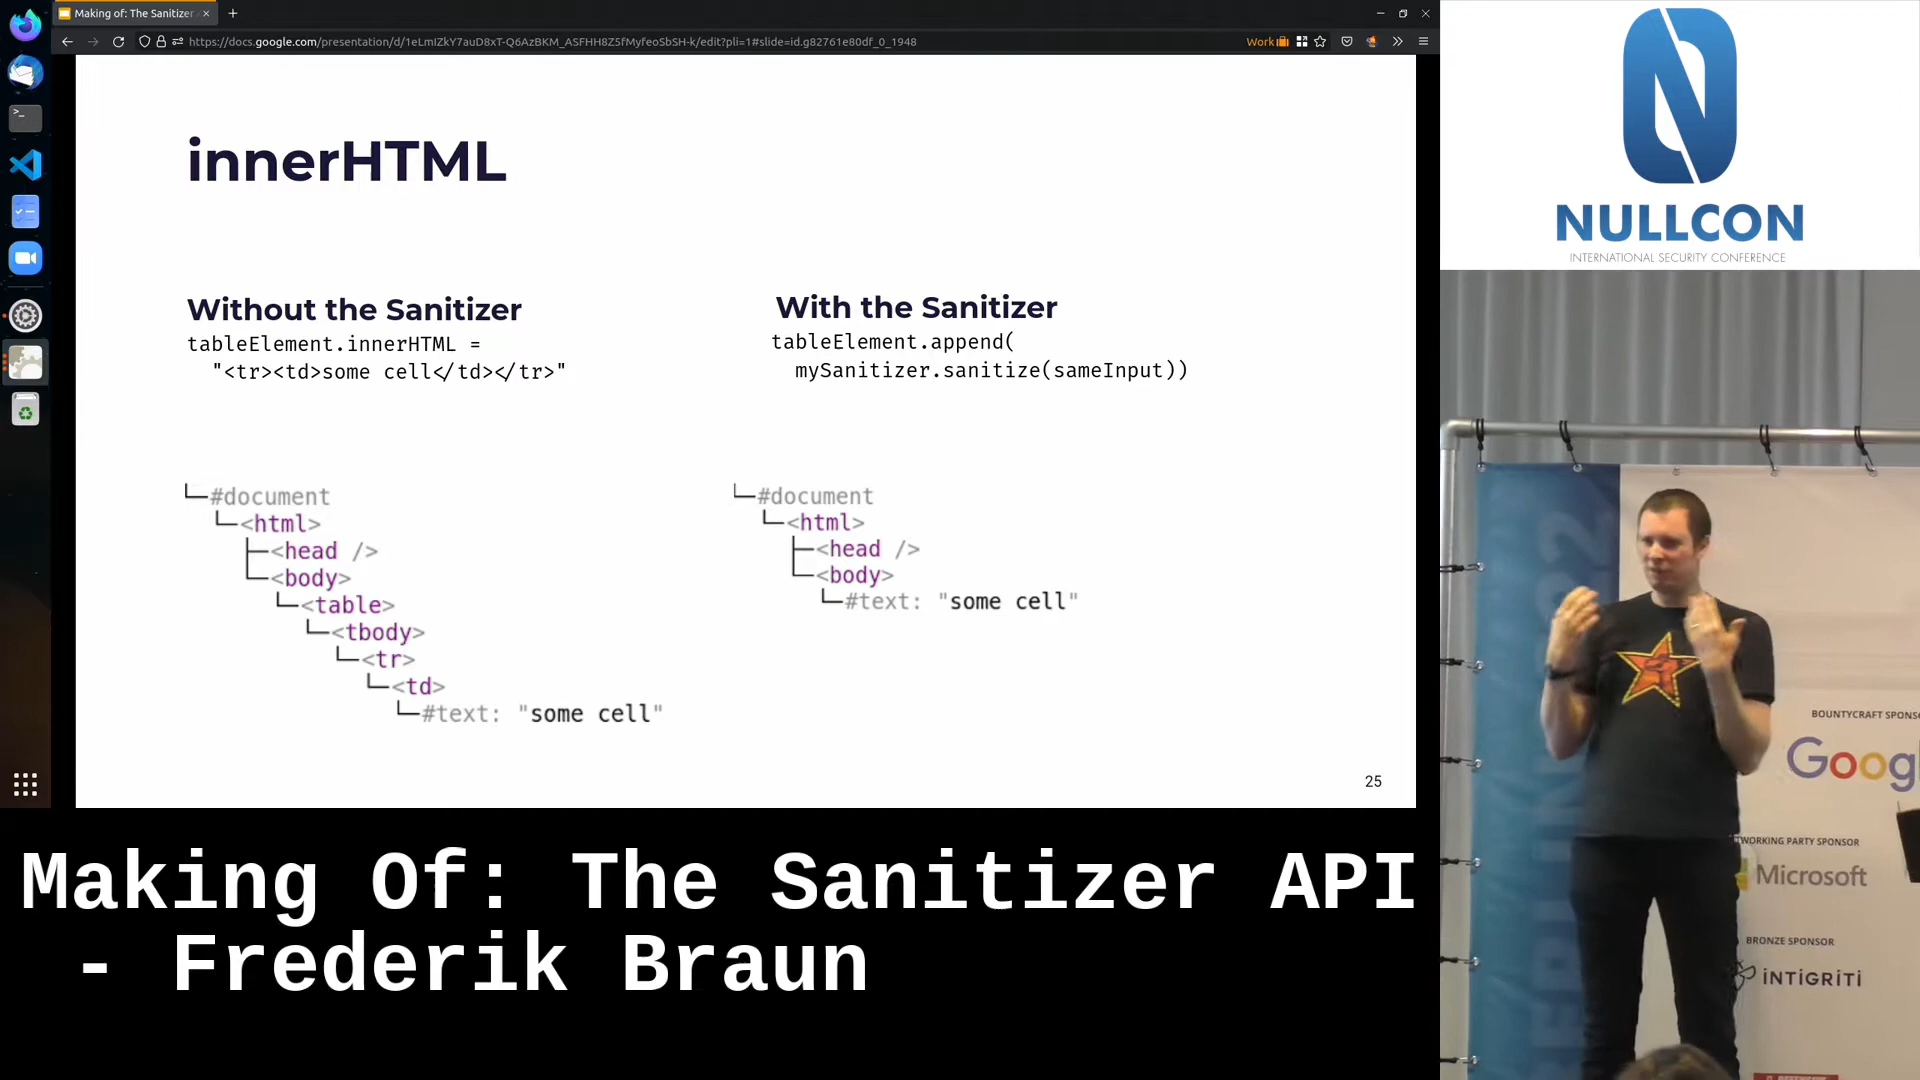 Making of: The Sanitizer
https://docs.google.com/presentation/d/1eLmIZkY7auD8xT-Q6AzBKM_ASFHH8Z5fMyfeoSbSH-k/edit?pli=1#slide=id.g82761e80df_0_1948
Work
innerHTML
Without the Sanitizer
tableElement.innerHTML =
"<tr><td>some cell</td></tr>"
With the Sanitizer
tableElement.append(
mySanitizer.sanitize(sameInput))
#document
<html>
<head />
<body>
<table>
<tbody>
<tr>
<td>
#text: "some cell"
#document
<html>
<head />
<body>
#text: "some cell"
25
Making Of: The Sanitizer API
- Frederik Braun
NULLCON
INTERNATIONAL SECURITY CONFERENCE
BOUNTYCRAFT SPONS
Goog
TWORKING PARTY SPONSOR
Microsoft
BRONZE SPONSOR
INTIGRITI